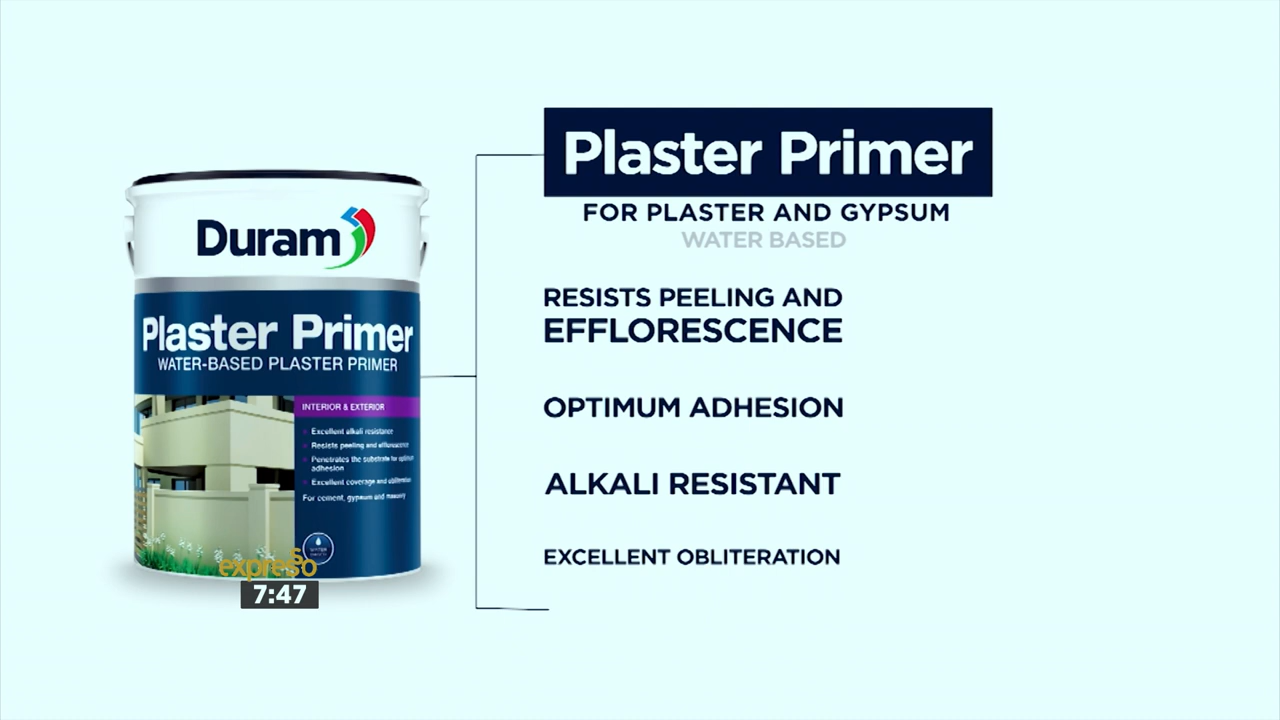 Plaster Primer
FOR PLASTER AND GYPSUM
WATER BASED
RESISTS PEELING AND
EFFLORESCENCE
OPTIMUM ADHESION
ALKALI RESISTANT
EXCELLENT OBLITERATION
Duram
Plaster Primer
WATER-BASED PLASTER PRIMER
INTERIOR & EXTERIOR
Excellent alkali resistance
Resists peeling and efflorescence
Penetrates the substrate for optimum
adhesion
Excellent coverage and obliteration
For cement, gypsum and masonry
WATER
expresso
7:47